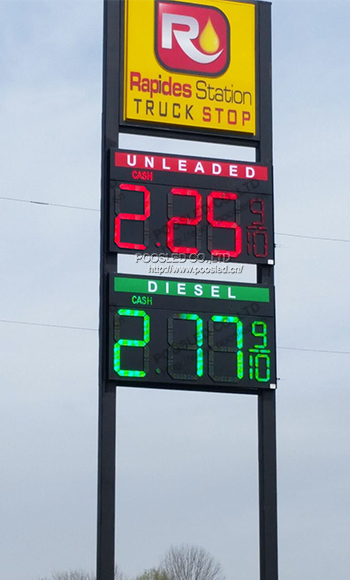 R
Rapides Station
TRUCK STOP
UNLEADED
CASH
2.25 9/10
POOSLED CO.,LTD
http://www.poosled.cn/
DIESEL
CASH
2.77 9/10